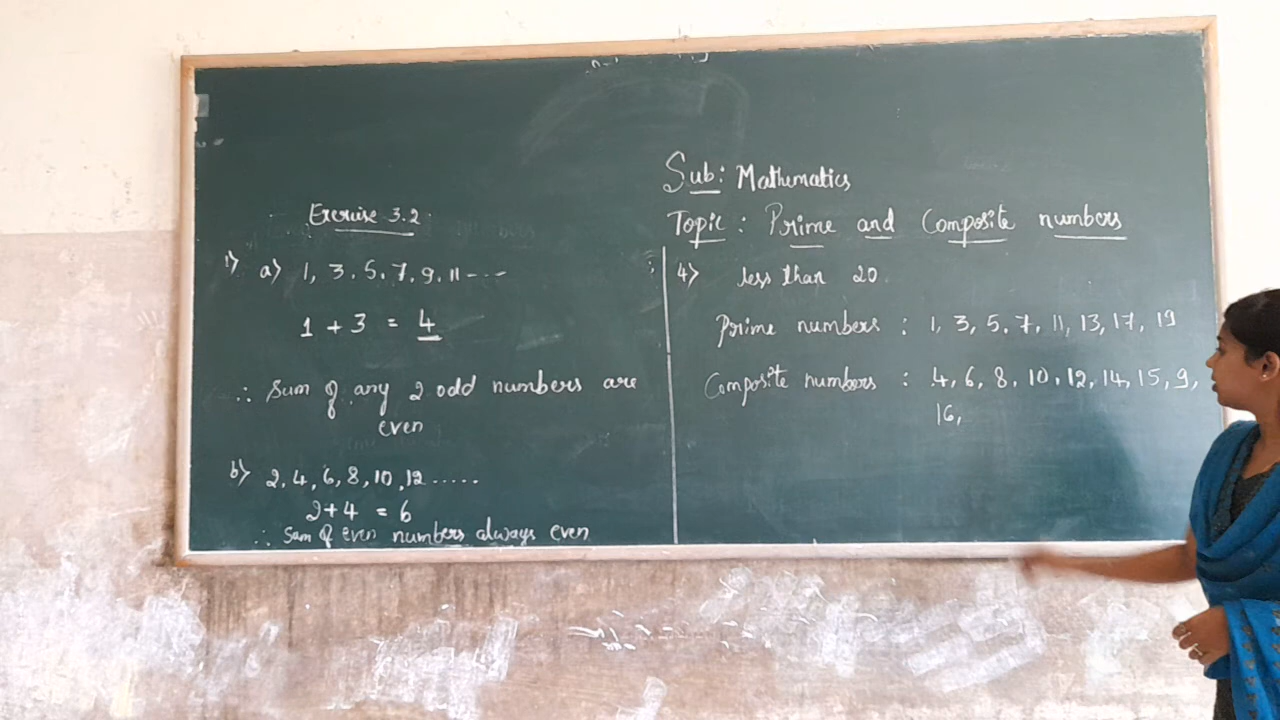 Exercise 3.2
1) a) 1, 3, 5, 7, 9, 11 - - - -
1 + 3 = 4
∴ Sum of any 2 odd numbers are
even
b) 2, 4, 6, 8, 10, 12 .....
2+4 = 6
∴ Sum of even numbers always even
Sub: Mathematics
Topic : Prime and Composite numbers
4) less than 20
Prime numbers : 1, 3, 5, 7, 11, 13, 17, 19
Composite numbers : 4, 6, 8, 10, 12, 14, 15, 9,
16,